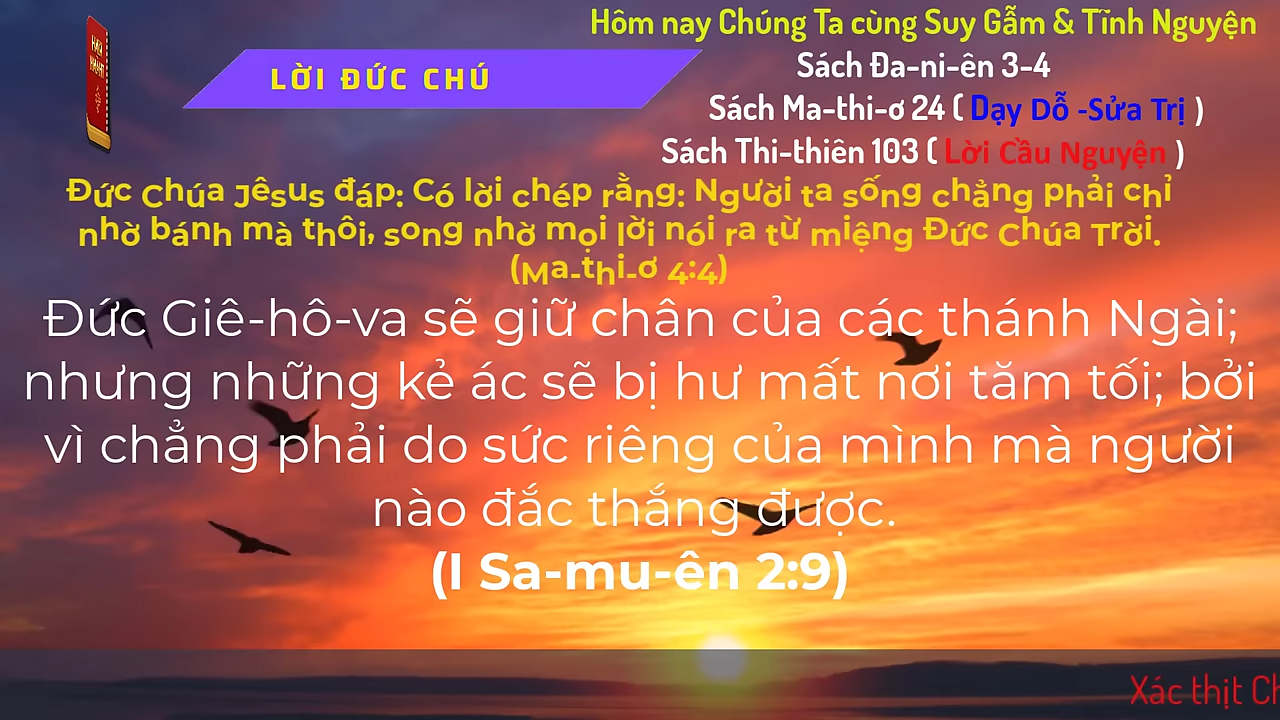 Hôm nay Chúng Ta cùng Suy Gẫm & Tĩnh Nguyện
Sách Đa-ni-ên 3-4
LỜI ĐỨC CHÚ
Sách Ma-thi-ơ 24 ( Dạy Dỗ -Sửa Trị )
Sách Thi-thiên 103 ( Lời Cầu Nguyện )
Đức Chúa Jêsus đáp: Có lời chép rằng: Người ta sống chẳng phải chỉ
nhờ bánh mà thôi, song nhờ mọi lời nói ra từ miệng Đức Chúa Trời.
(Ma-thi-ơ 4:4)
Đức Giê-hô-va sẽ giữ chân của các thánh Ngài;
nhưng những kẻ ác sẽ bị hư mất nơi tăm tối; bởi
vì chẳng phải do sức riêng của mình mà người
nào đắc thắng được.
(I Sa-mu-ên 2:9)
Xác thịt Ch